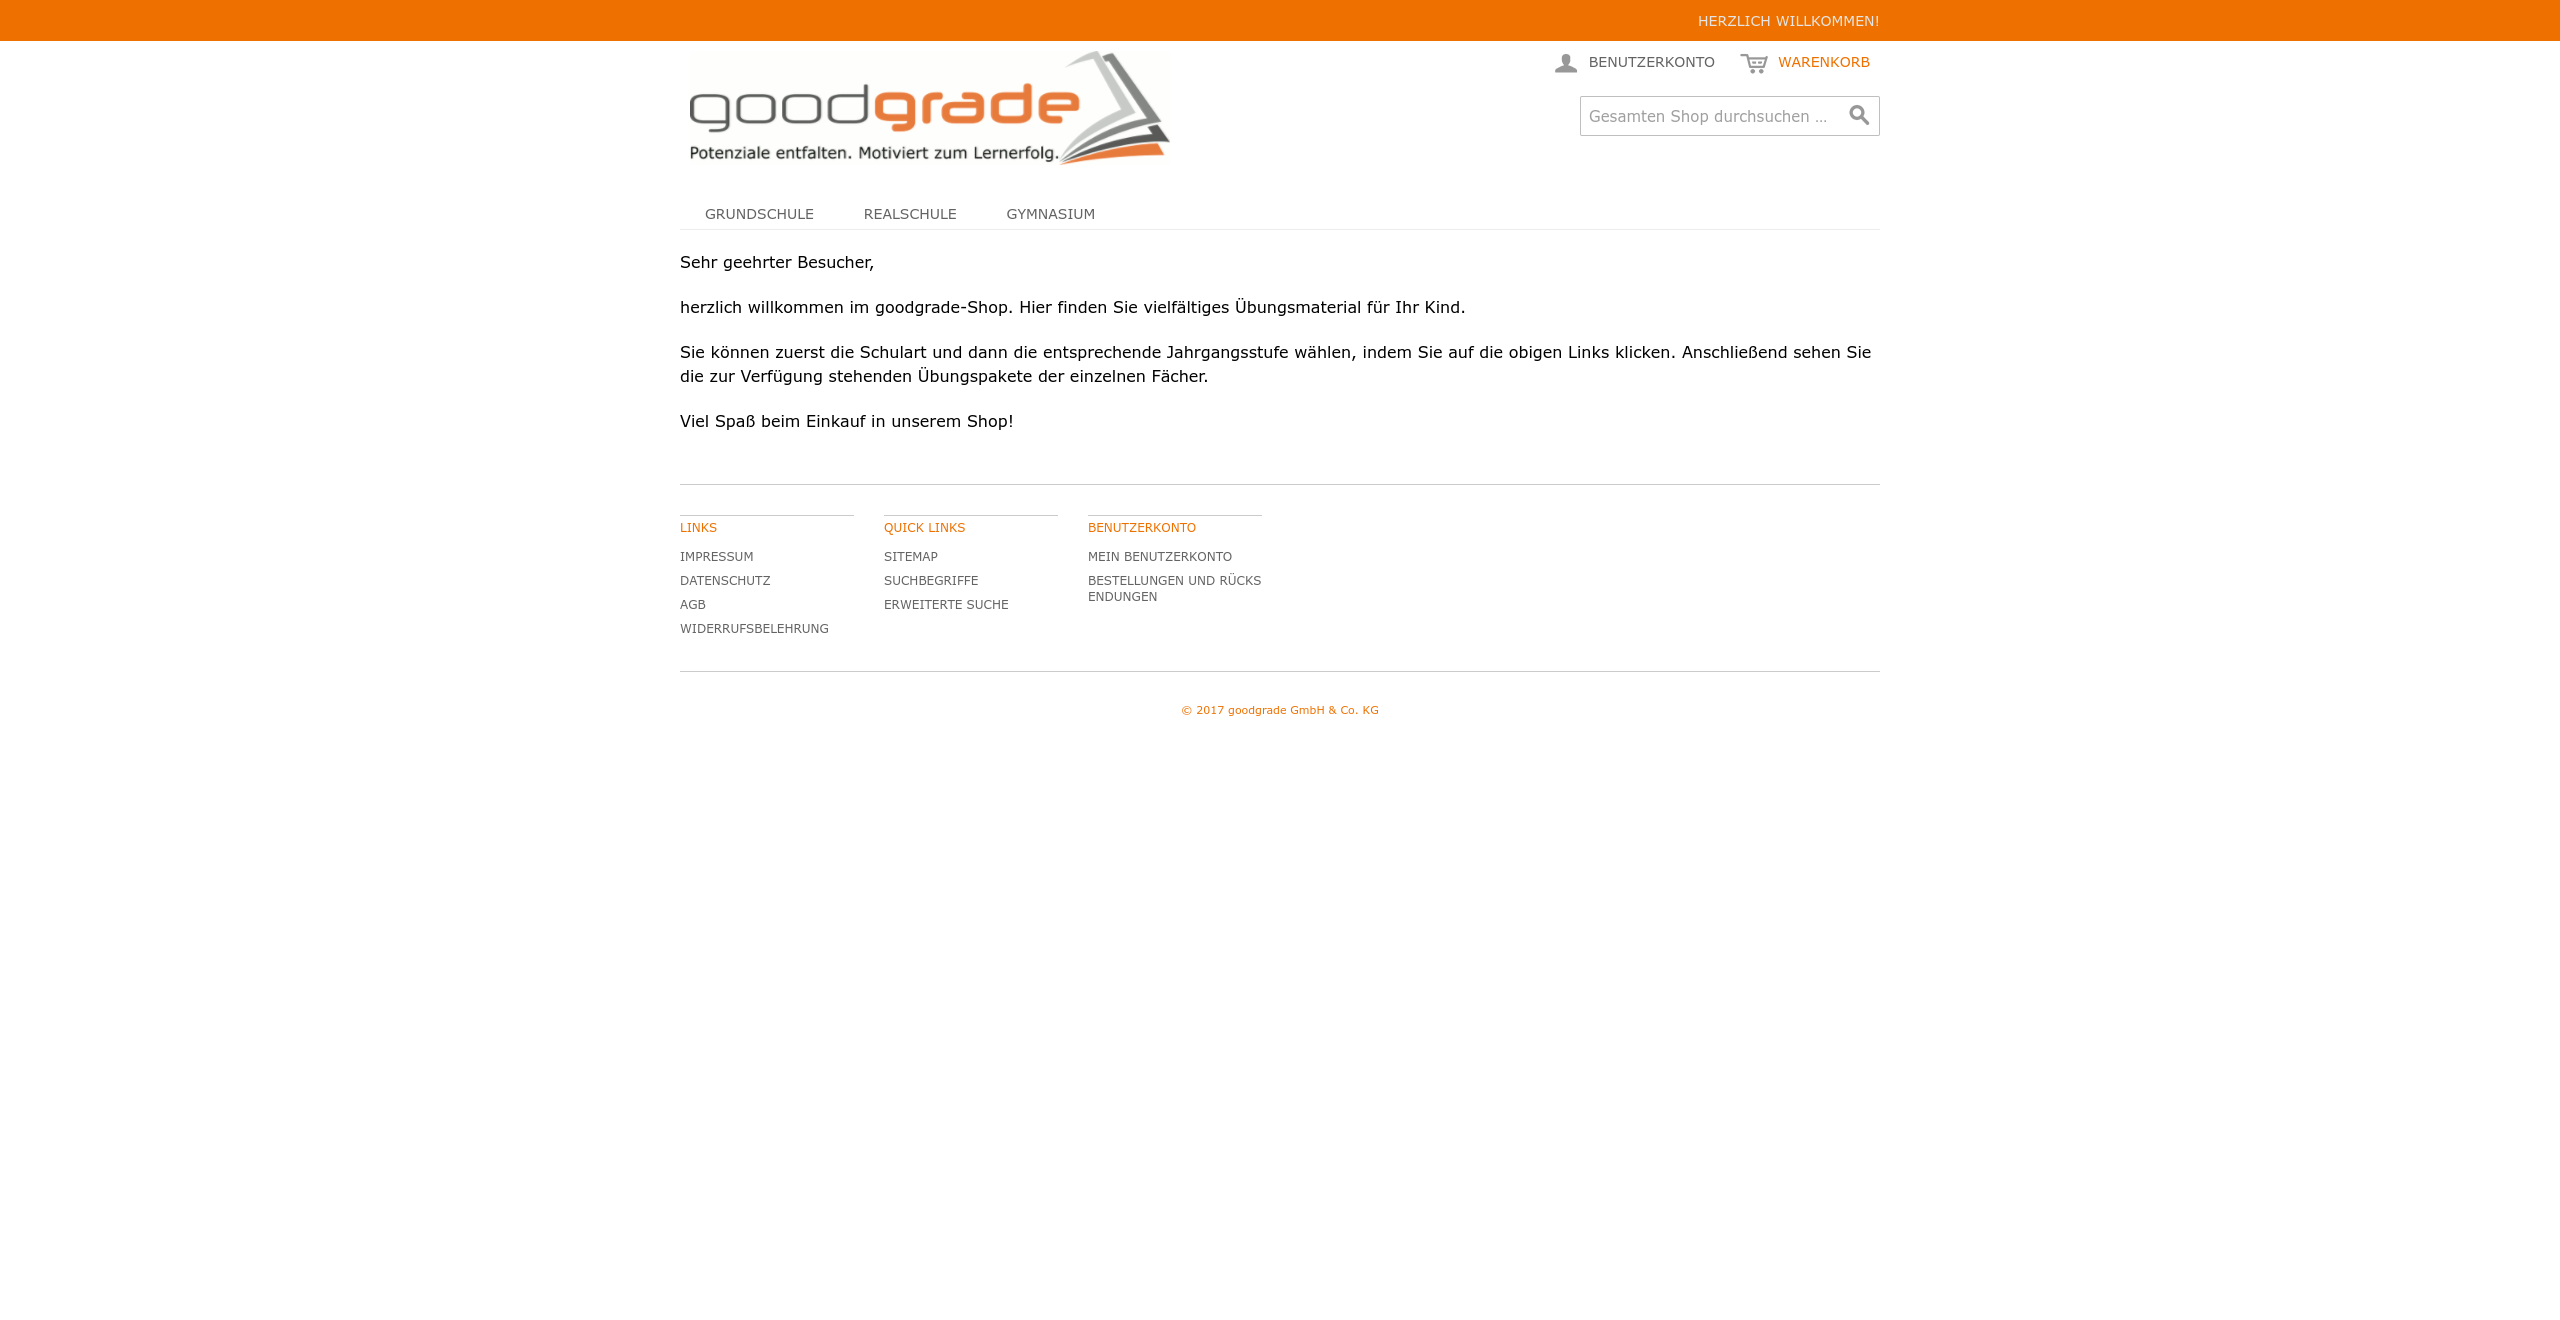 HERZLICH WILLKOMMEN!
goodgrade
Potenziale entfalten. Motiviert zum Lernerfolg.
BENUTZERKONTO
WARENKORB
Gesamten Shop durchsuchen ...
GRUNDSCHULE
REALSCHULE
GYMNASIUM
Sehr geehrter Besucher,
herzlich willkommen im goodgrade-Shop. Hier finden Sie vielfältiges Übungsmaterial für Ihr Kind.
Sie können zuerst die Schulart und dann die entsprechende Jahrgangsstufe wählen, indem Sie auf die obigen Links klicken. Anschließend sehen Sie
die zur Verfügung stehenden Übungspakete der einzelnen Fächer.
Viel Spaß beim Einkauf in unserem Shop!
LINKS
IMPRESSUM
DATENSCHUTZ
AGB
WIDERRUFSBELEHRUNG
QUICK LINKS
SITEMAP
SUCHBEGRIFFE
ERWEITERTE SUCHE
BENUTZERKONTO
MEIN BENUTZERKONTO
BESTELLUNGEN UND RÜCKS
ENDUNGEN
© 2017 goodgrade GmbH & Co. KG